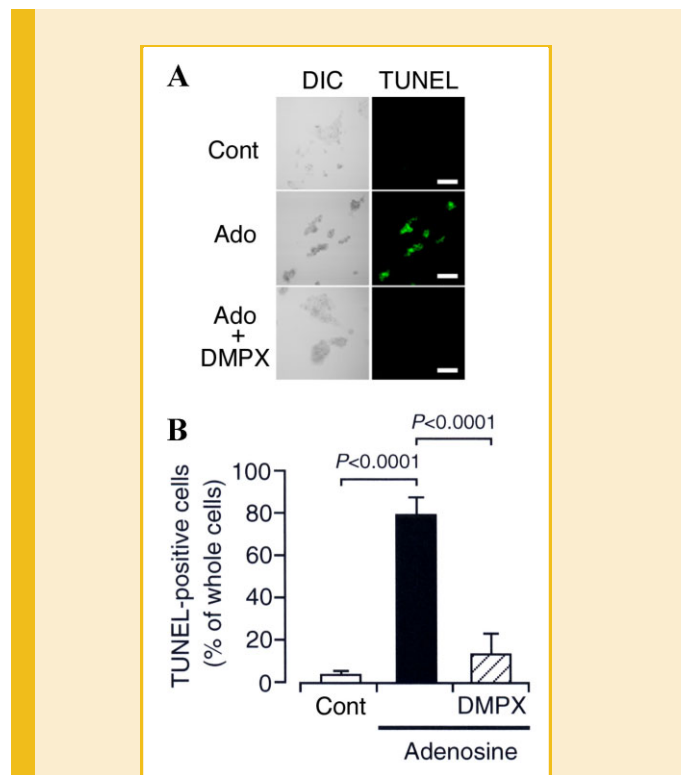 A
DIC TUNEL
Cont
Ado
Ado
+
DMPX
B
P<0.0001
P<0.0001
TUNEL-positive cells
(% of whole cells)
100
80
60
40
20
0
Cont
DMPX
Adenosine